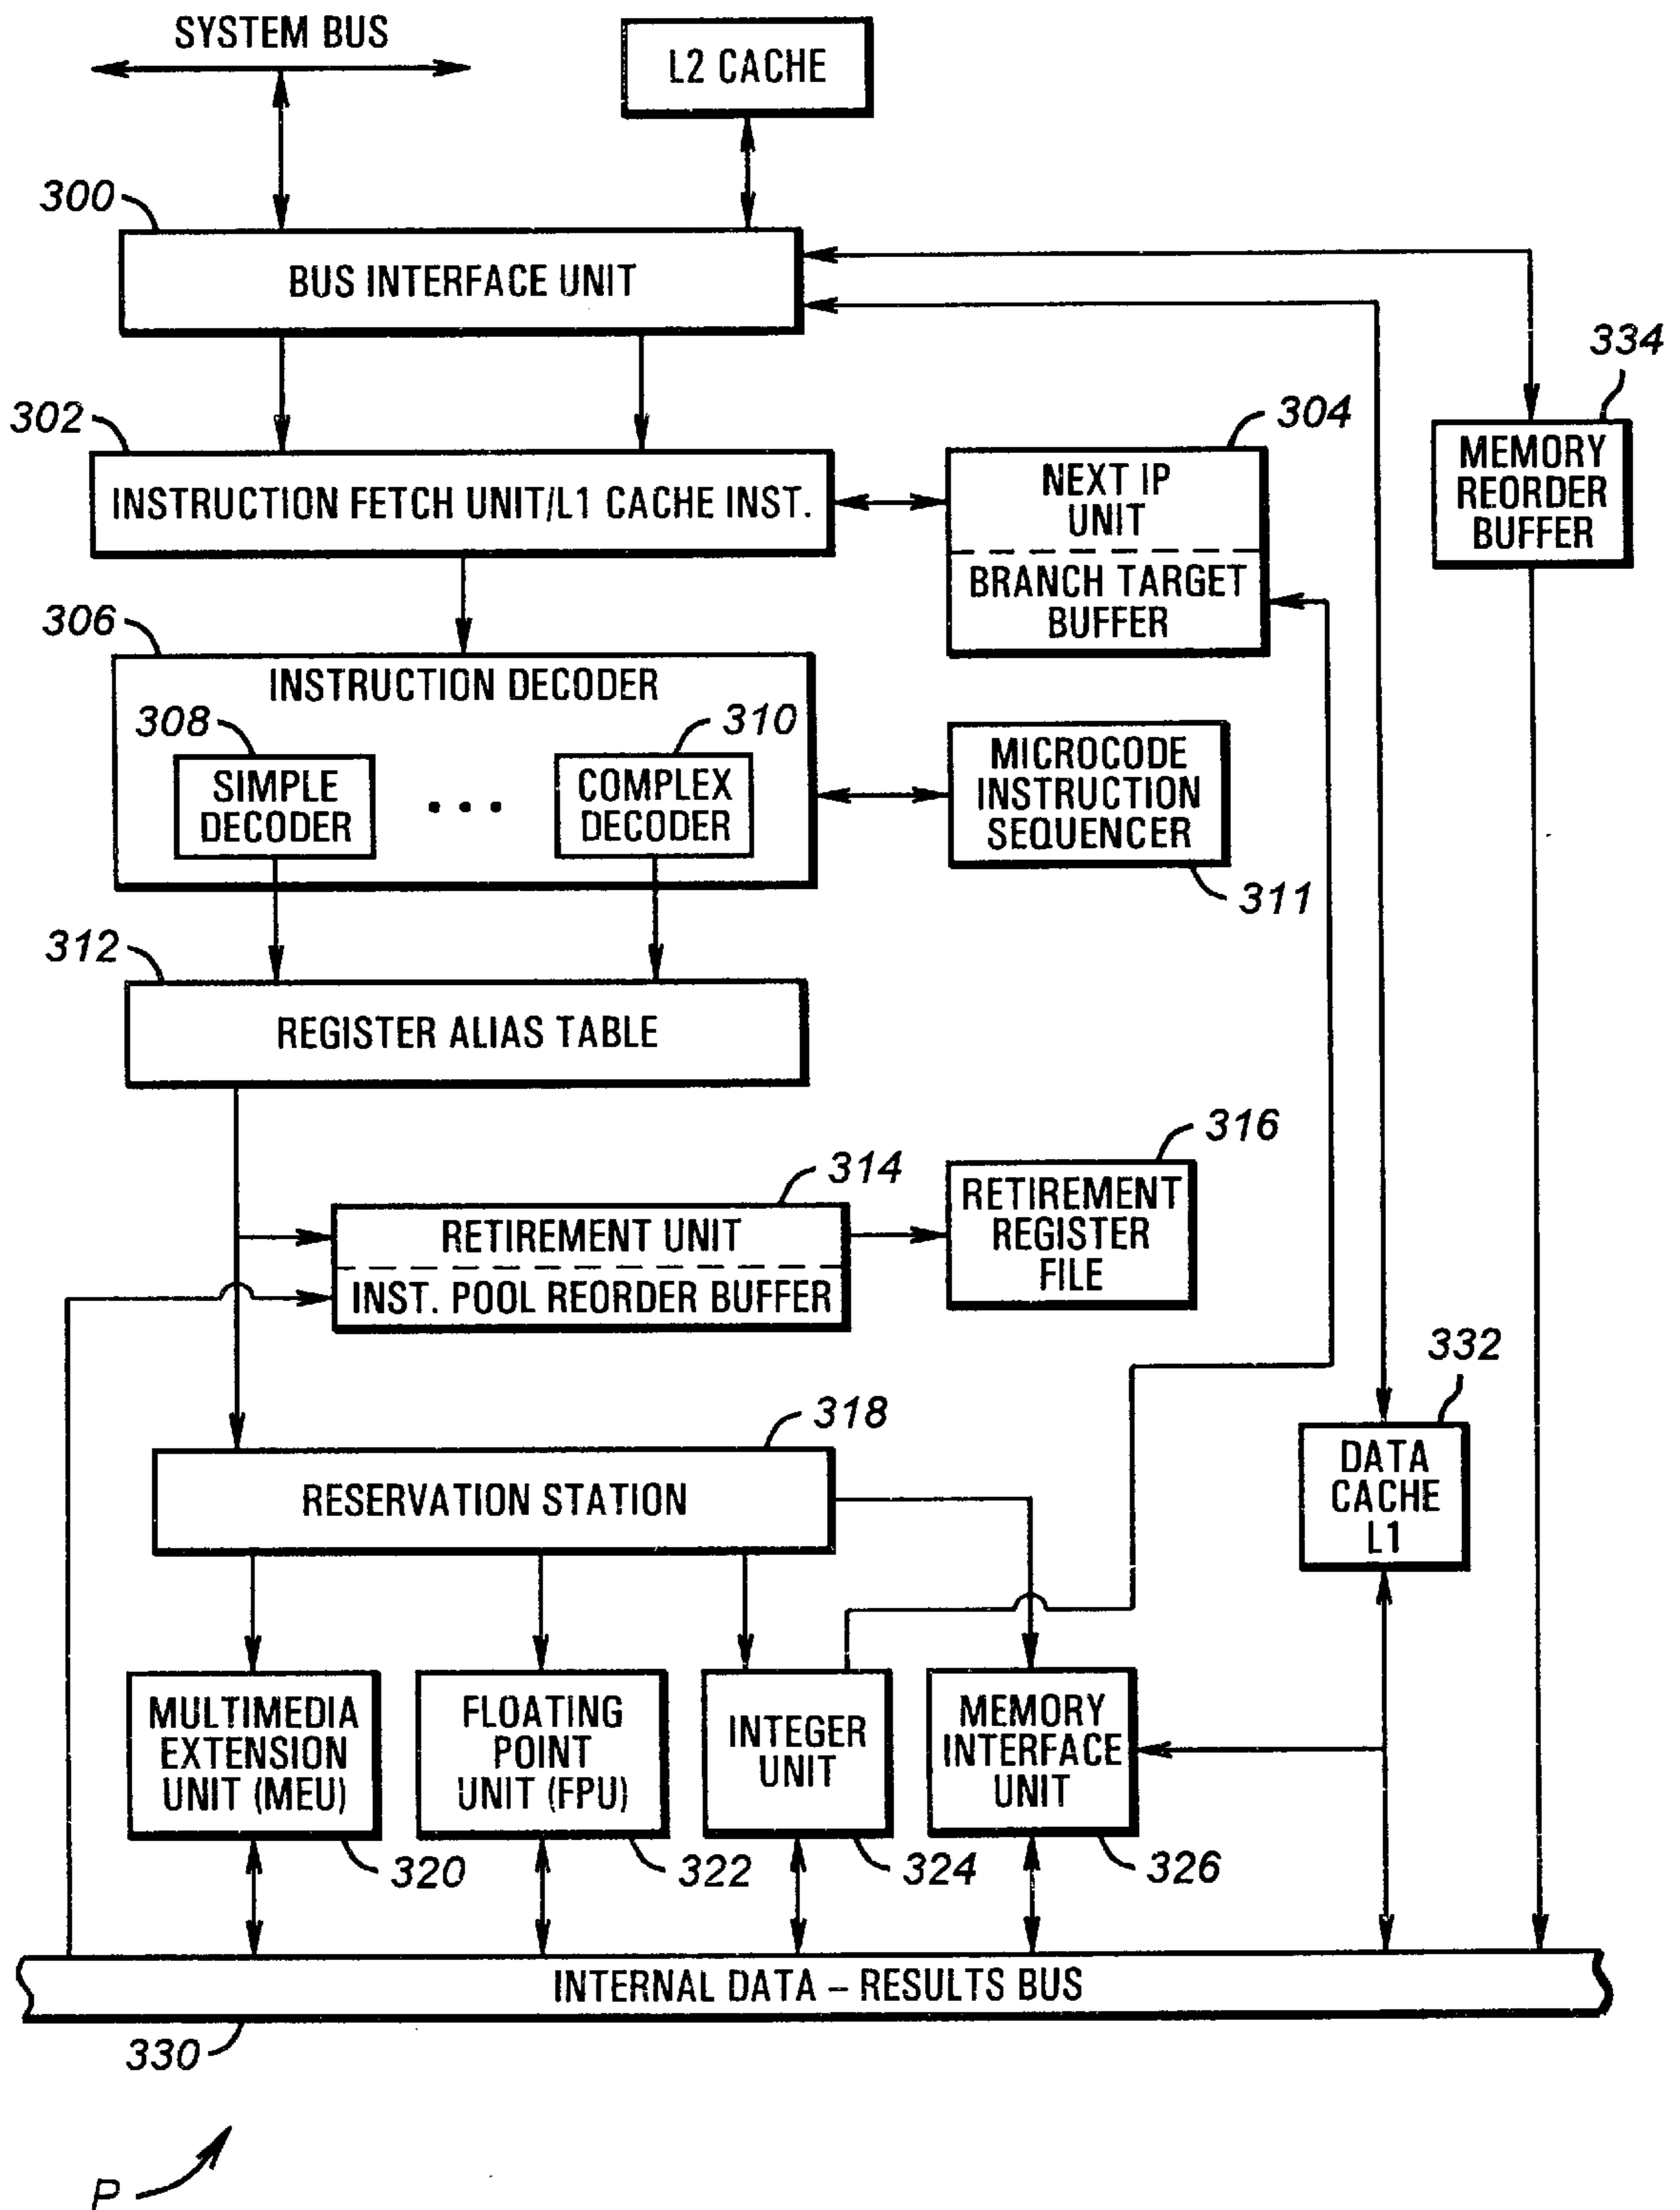 SYSTEM BUS
L2 CACHE
300
BUS INTERFACE UNIT
334
302
304
INSTRUCTION FETCH UNIT/L1 CACHE INST.
NEXT IP
UNIT
BRANCH TARGET
BUFFER
MEMORY
REORDER
BUFFER
306
INSTRUCTION DECODER
308
310
SIMPLE
DECODER
• • •
COMPLEX
DECODER
MICROCODE
INSTRUCTION
SEQUENCER
311
312
REGISTER ALIAS TABLE
314
316
RETIREMENT UNIT
INST. POOL REORDER BUFFER
RETIREMENT
REGISTER
FILE
332
318
RESERVATION STATION
DATA
CACHE
L1
MULTIMEDIA
EXTENSION
UNIT (MEU)
FLOATING
POINT
UNIT (FPU)
INTEGER
UNIT
MEMORY
INTERFACE
UNIT
320
322
324
326
INTERNAL DATA – RESULTS BUS
330
P